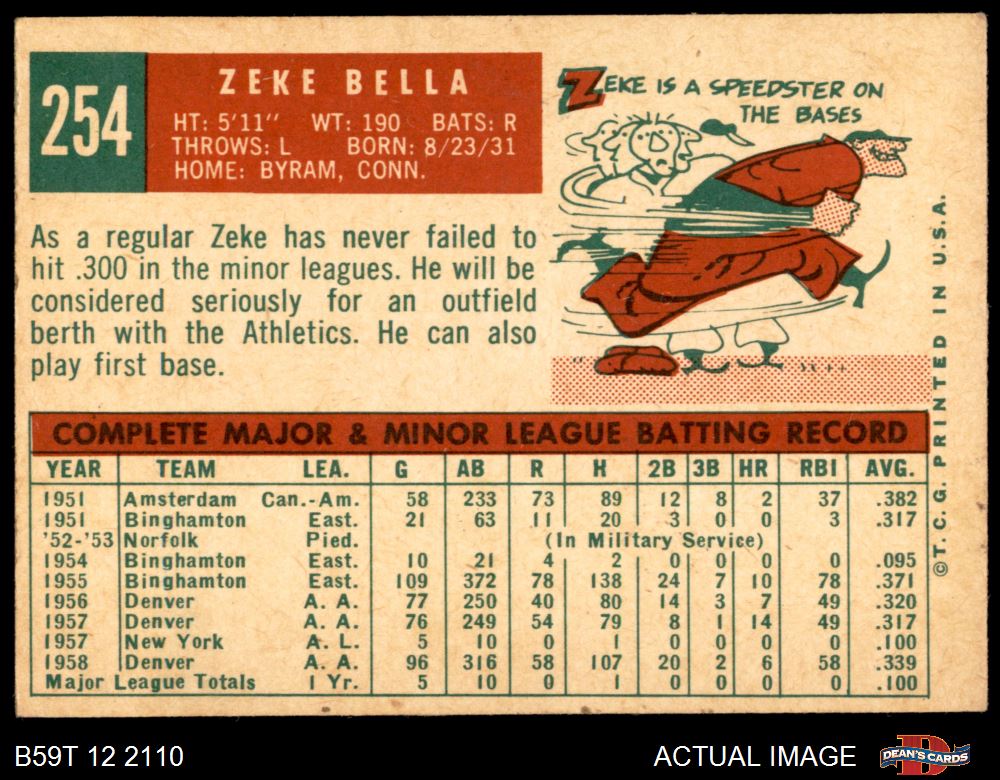 254
ZEKE BELLA
HT: 5'11" WT: 190 BATS: R
THROWS: L BORN: 8/23/31
HOME: BYRAM, CONN.
ZEKE IS A SPEEDSTER ON
THE BASES
As a regular Zeke has never failed to
hit .300 in the minor leagues. He will be
considered seriously for an outfield
berth with the Athletics. He can also
play first base.
COMPLETE MAJOR & MINOR LEAGUE BATTING RECORD
YEAR TEAM LEA. G AB R H 2B 3B HR RBI AVG.
1951 Amsterdam Can.-Am. 58 233 73 89 12 8 2 37 .382
1951 Binghamton East. 21 63 11 20 3 0 0 3 .317
'52-'53 Norfolk Pied. (In Military Service)
1954 Binghamton East. 10 21 4 2 0 0 0 0 .095
1955 Binghamton East. 109 372 78 138 24 7 10 78 .371
1956 Denver A. A. 77 250 40 80 14 3 7 49 .320
1957 Denver A. A. 76 249 54 79 8 1 14 49 .317
1957 New York A. L. 5 10 0 1 0 0 0 0 .100
1958 Denver A. A. 96 316 58 107 20 2 6 58 .339
Major League Totals 1 Yr. 5 10 0 1 0 0 0 0 .100
©T. C. G. PRINTED IN U.S.A.
B59T 12 2110
ACTUAL IMAGE
DEAN'S CARDS